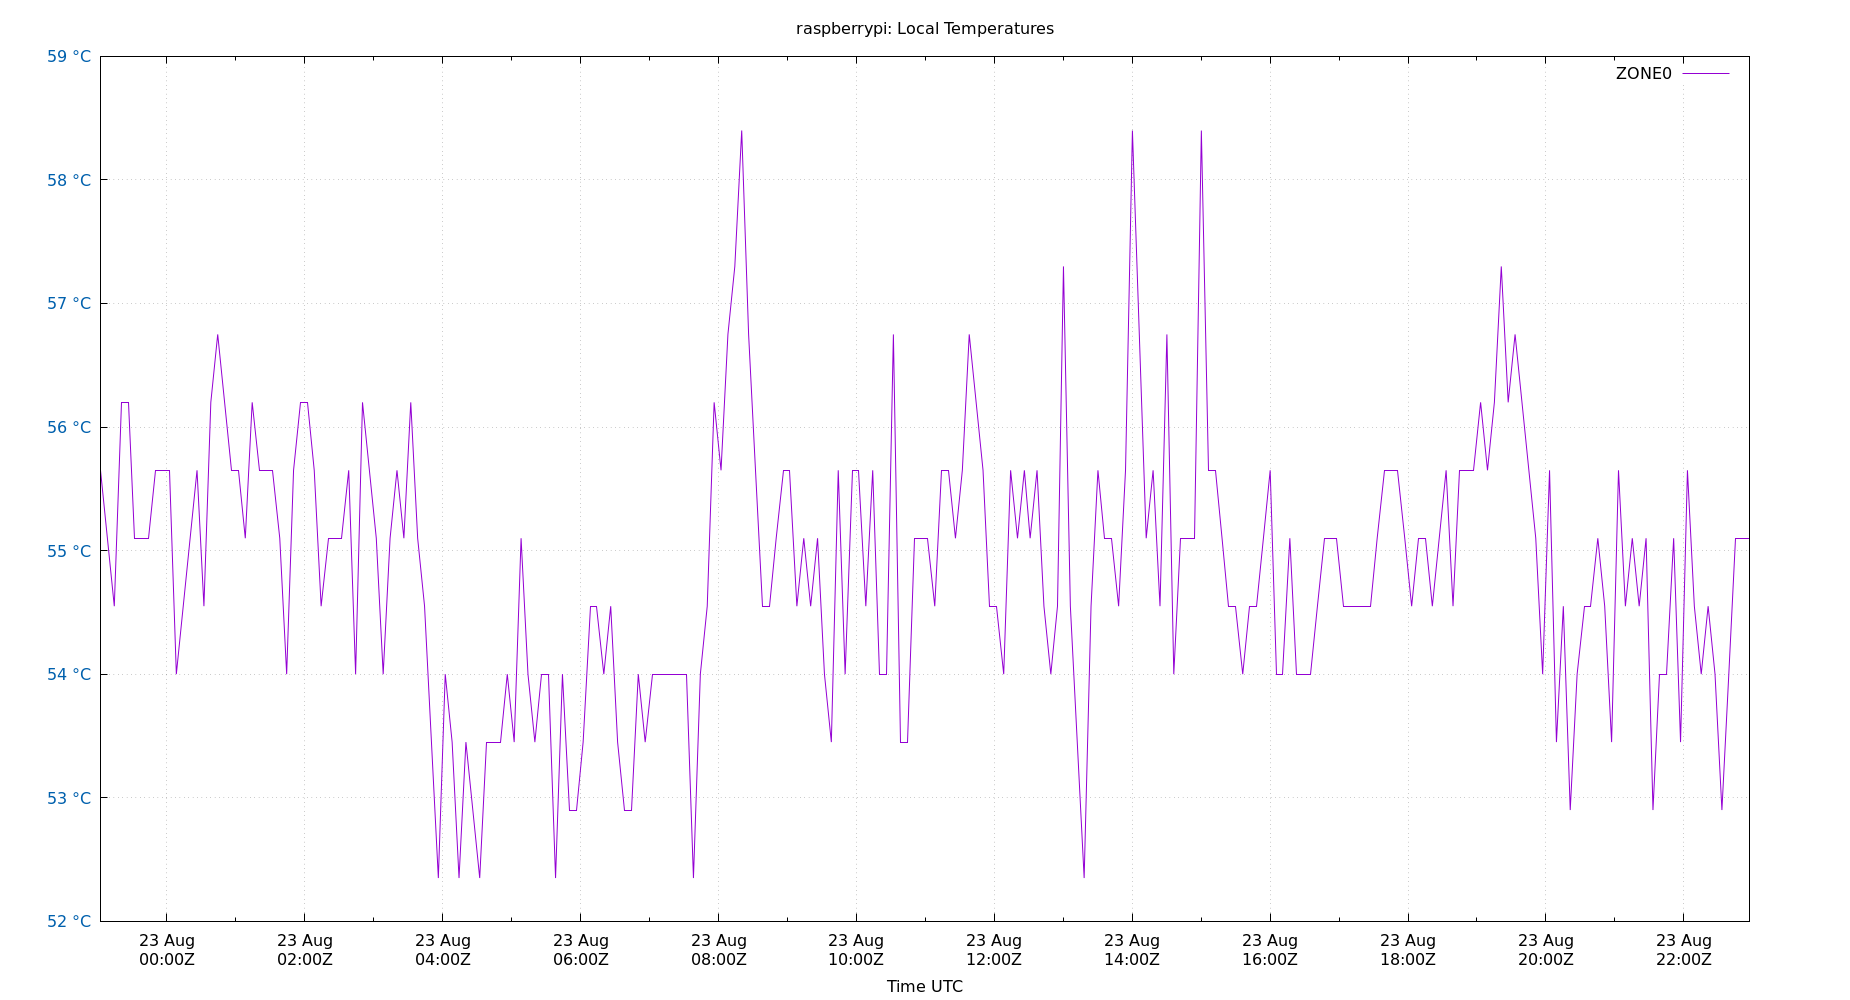 raspberrypi: Local Temperatures
59 °C
ZONE0
58 °C
57 °C
56 °C
55 °C
54 °C
53 °C
52 °C
23 Aug 23 Aug 23 Aug 23 Aug 23 Aug 23 Aug 23 Aug 23 Aug 23 Aug 23 Aug 23 Aug 23 Aug
00:00Z 02:00Z 04:00Z 06:00Z 08:00Z 10:00Z 12:00Z 14:00Z 16:00Z 18:00Z 20:00Z 22:00Z
Time UTC